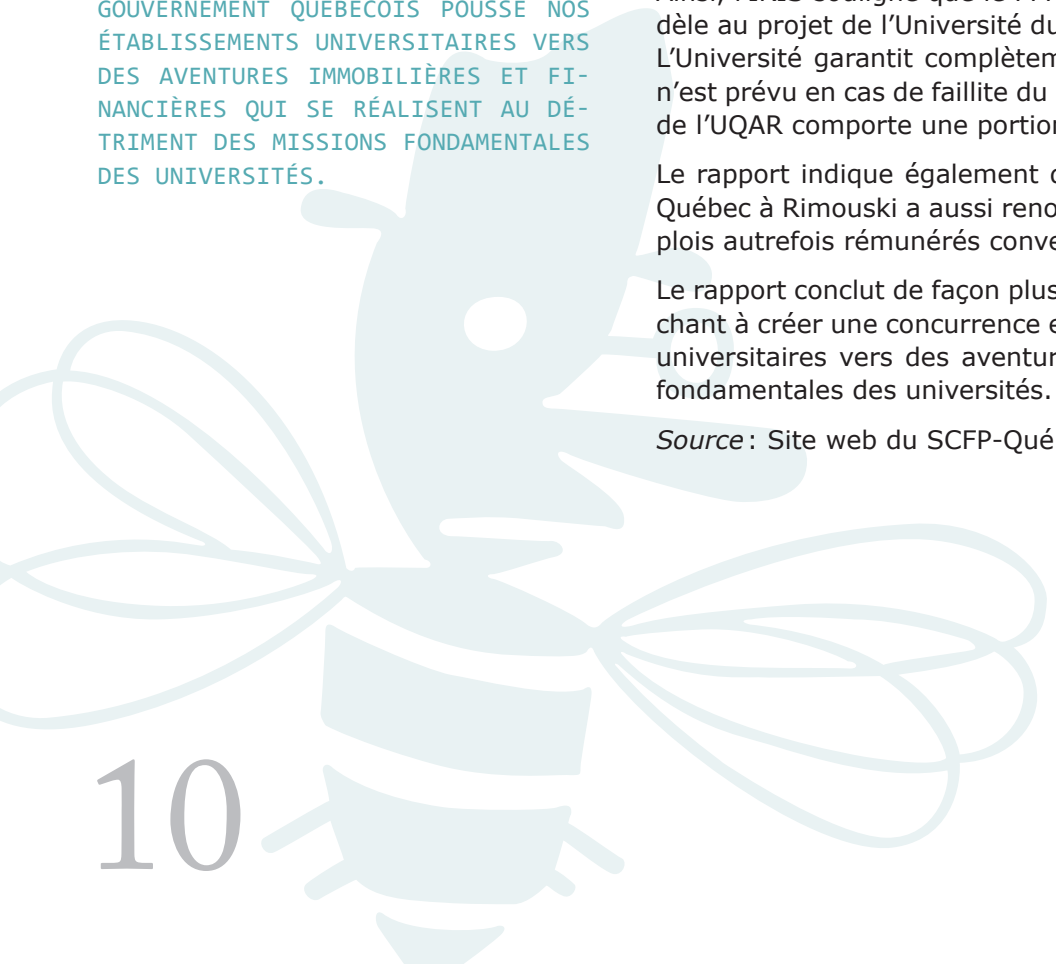 GOUVERNEMENT QUÉBÉCOIS POUSSE NOS
ÉTABLISSEMENTS UNIVERSITAIRES VERS
DES AVENTURES IMMOBILIÈRES ET FI-
NANCIÈRES QUI SE RÉALISENT AU DÉ-
TRIMENT DES MISSIONS FONDAMENTALES
DES UNIVERSITÉS.
dèle au projet de l’Université du
L’Université garantit complètem
n’est prévu en cas de faillite du
de l’UQAR comporte une portion
Le rapport indique également
Québec à Rimouski a aussi reno
plois autrefois rémunérés conve
Le rapport conclut de façon plus
chant à créer une concurrence e
universitaires vers des aventur
fondamentales des universités.
Source : Site web du SCFP-Qué
10